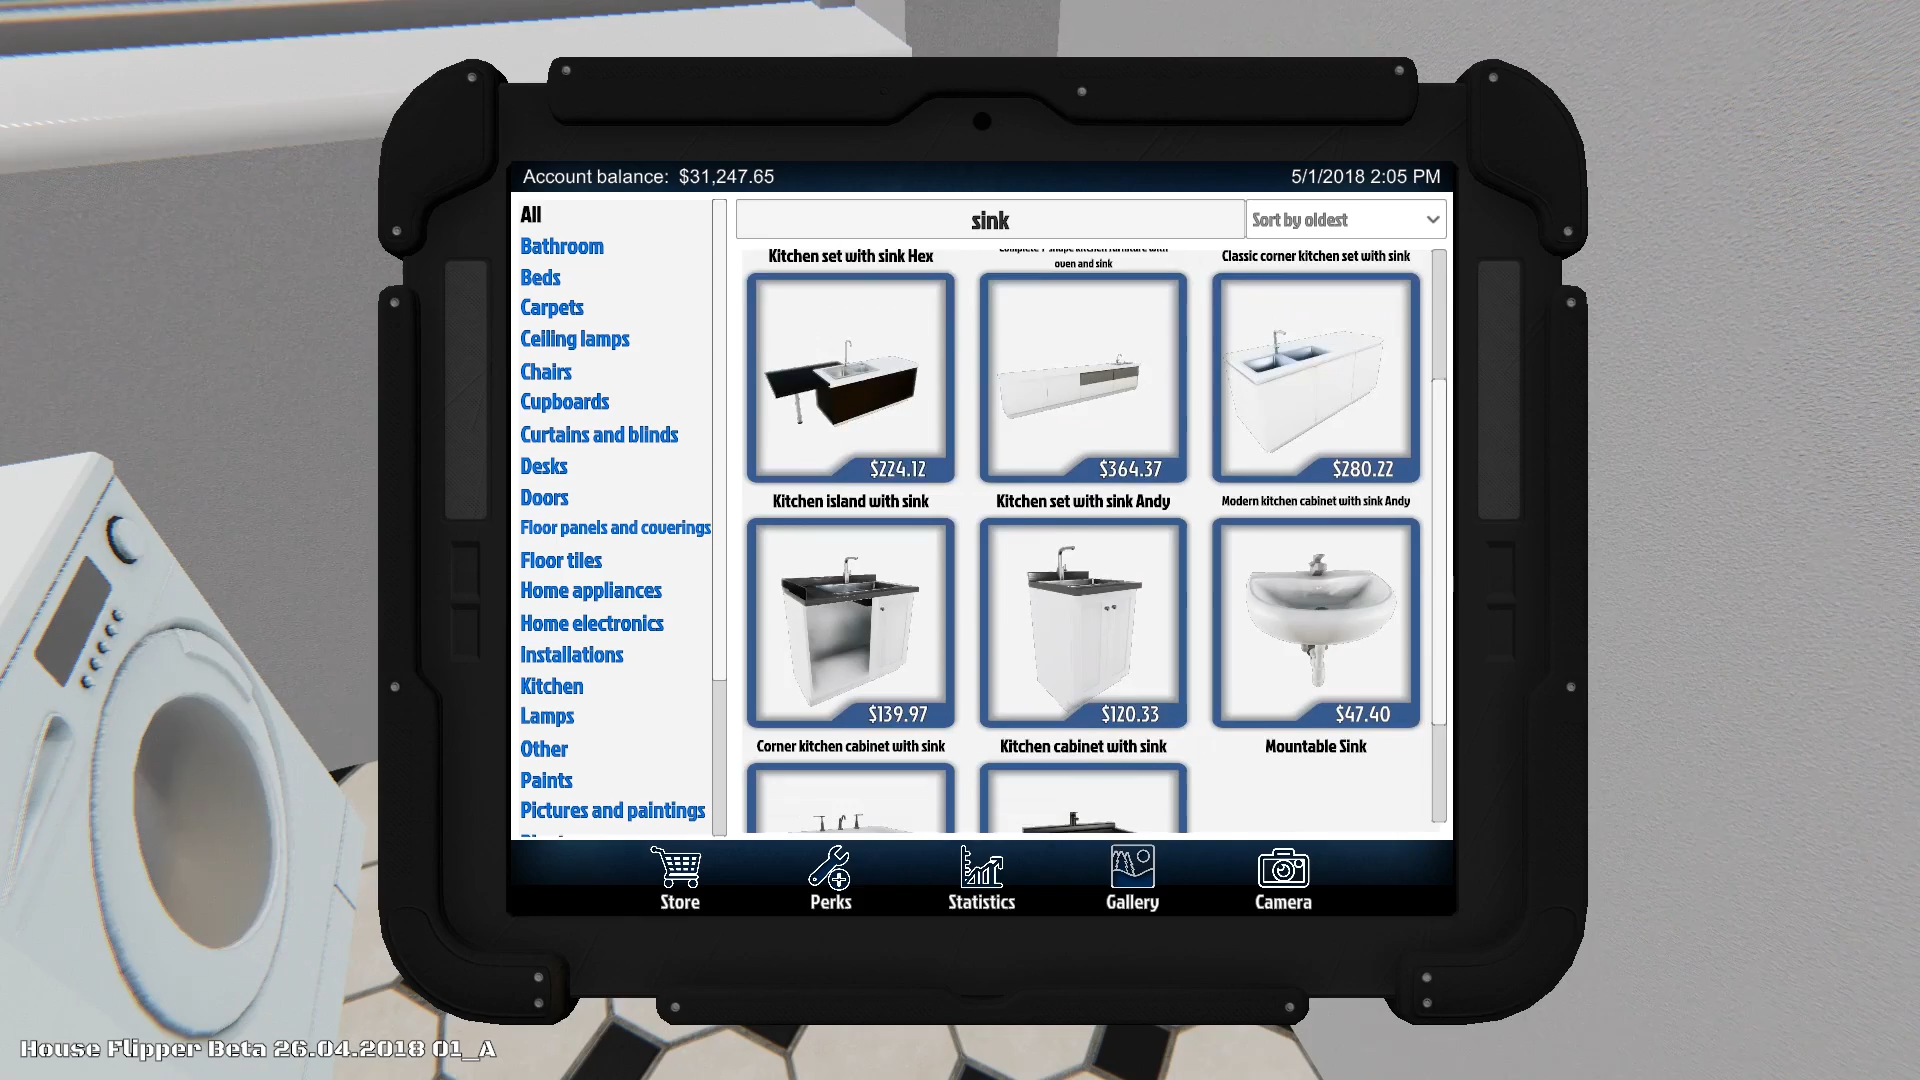 Account balance: $31,247.65
5/1/2018 2:05 PM
All
Bathroom
Beds
Carpets
Ceiling lamps
Chairs
Cupboards
Curtains and blinds
Desks
Doors
Floor panels and coverings
Floor tiles
Home appliances
Home electronics
Installations
Kitchen
Lamps
Other
Paints
Pictures and paintings
sink
Sort by oldest
Kitchen set with sink Hex
Complete shape kitchen furniture with
oven and sink
Classic corner kitchen set with sink
$224.12
$364.37
$280.22
Kitchen island with sink
Kitchen set with sink Andy
Modern kitchen cabinet with sink Andy
$139.97
$120.33
$47.40
Corner kitchen cabinet with sink
Kitchen cabinet with sink
Mountable Sink
Store
Perks
Statistics
Gallery
Camera
House Flipper Beta 26.04.2018 01_A